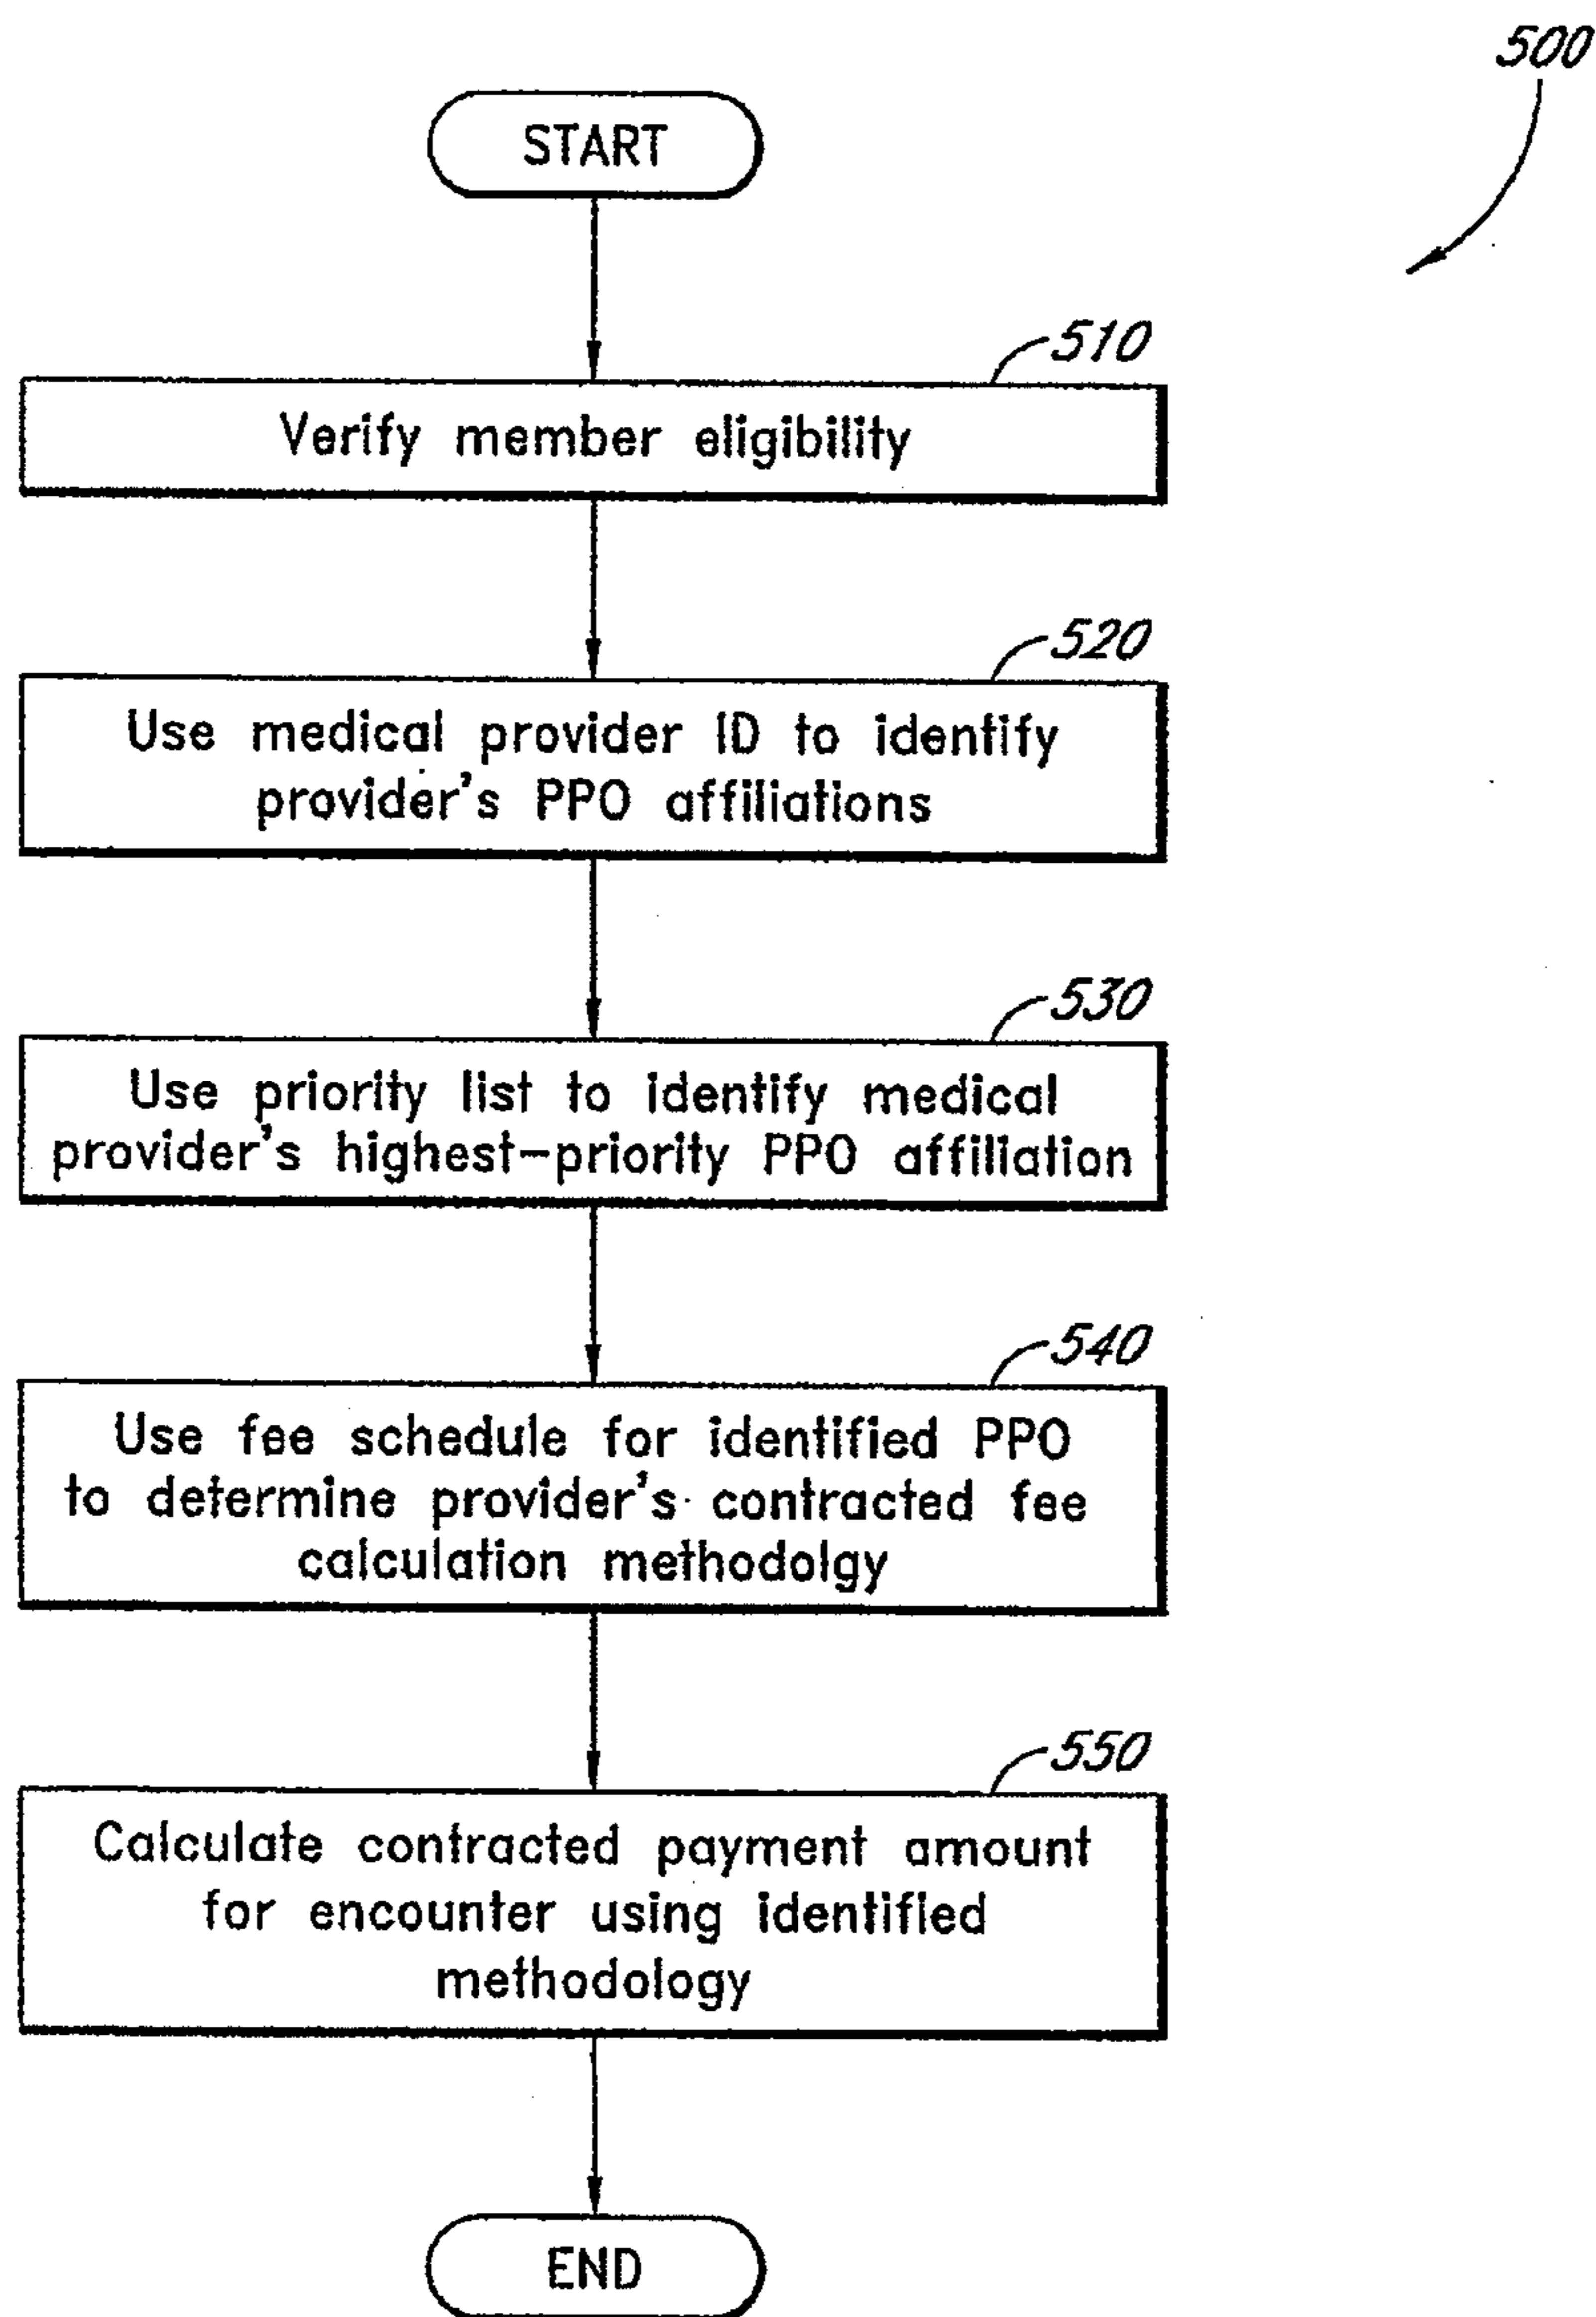 500
START
510
Verify member eligibility
520
Use medical provider ID to identify
provider's PPO affiliations
530
Use priority list to identify medical
provider's highest-priority PPO affiliation
540
Use fee schedule for identified PPO
to determine provider's contracted fee
calculation methodolgy
550
Calculate contracted payment amount
for encounter using identified
methodology
END